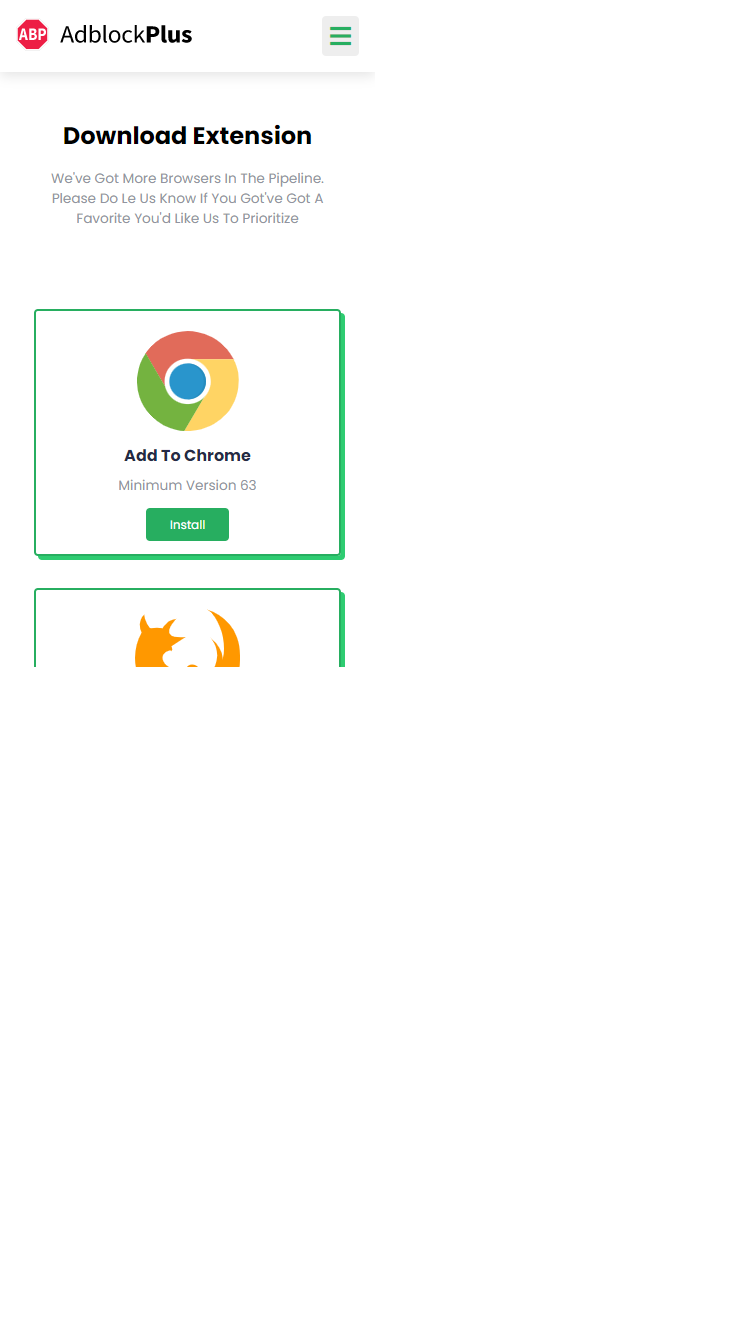 ABP AdblockPlus
Download Extension
We've Got More Browsers In The Pipeline.
Please Do Le Us Know If You Got've Got A
Favorite You'd Like Us To Prioritize
Add To Chrome
Minimum Version 63
Install